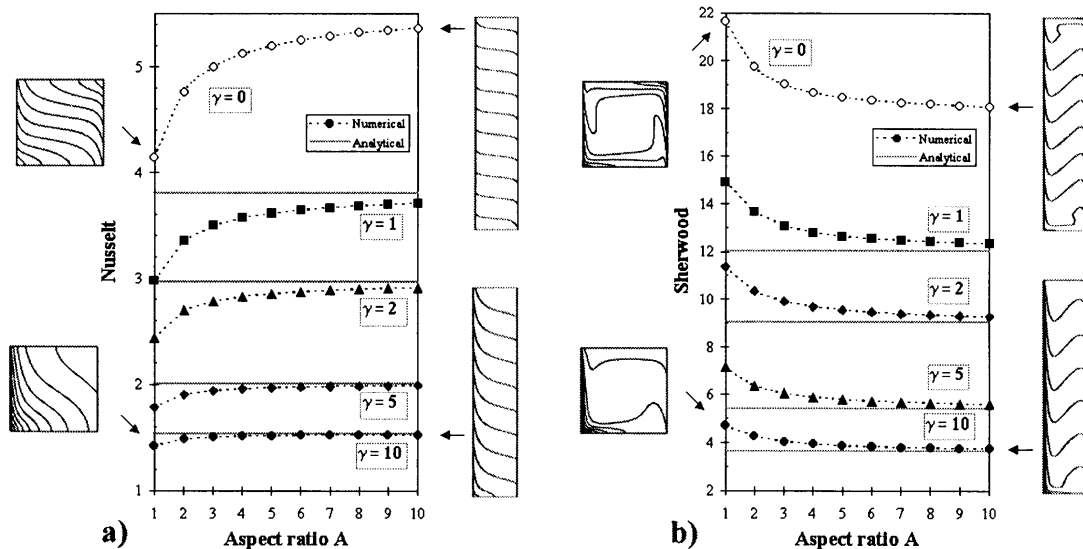 5
4
3
2
1
Nusselt
γ = 0
Numerical
Analytical
γ = 1
γ = 2
γ = 5
γ = 10
1 2 3 4 5 6 7 8 9 10
a)
Aspect ratio A
22
20
18
16
14
12
10
8
6
4
2
Sherwood
γ = 0
Numerical
Analytical
γ = 1
γ = 2
γ = 5
γ = 10
1 2 3 4 5 6 7 8 9 10
b)
Aspect ratio A